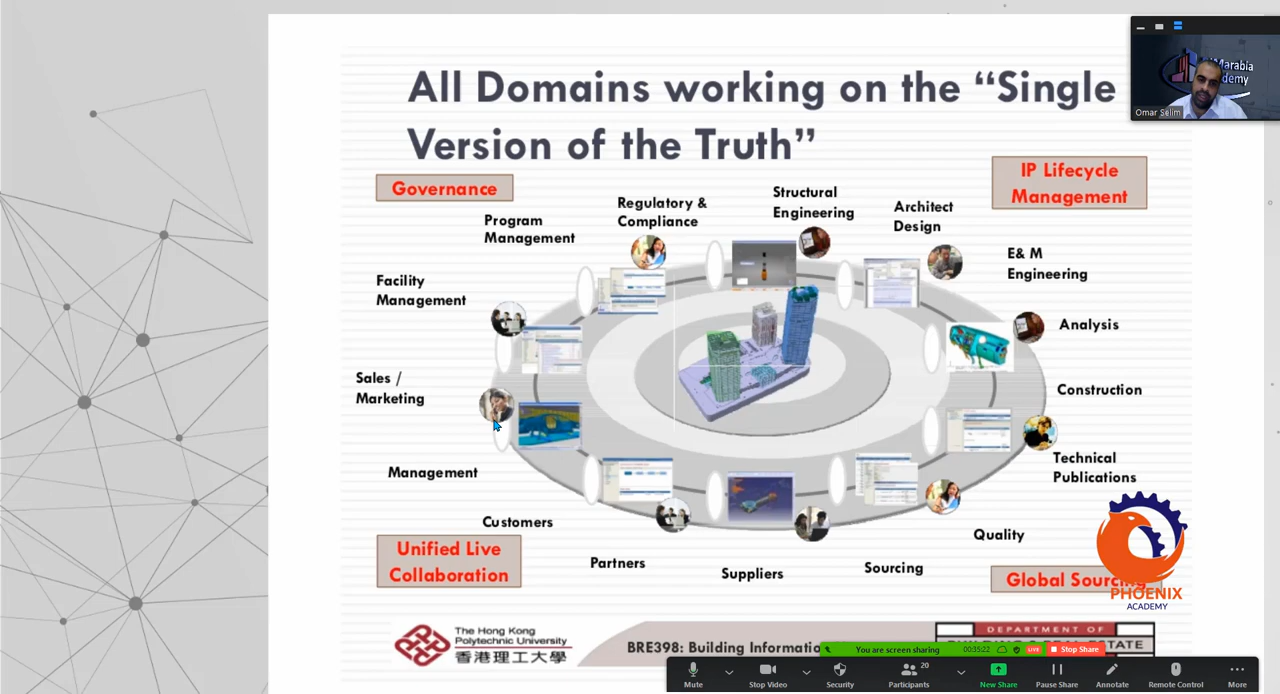 All Domains working on the “Single
Version of the Truth”
Omar Selim
Governance
IP Lifecycle
Management
Program
Management
Regulatory &
Compliance
Structural
Engineering
Architect
Design
E& M
Engineering
Facility
Management
Analysis
Sales /
Marketing
Construction
Management
Technical
Publications
Customers
Quality
Partners
Suppliers
Sourcing
Unified Live
Collaboration
Global
PHOENIX
ACADEMY
The Hong Kong
Polytechnic University
香港理工大學
BRE398: Building
DEPARTMENT OF
You are screen sharing
00:35:22
LIVE
Stop Share
20
Mute
Stop Video
Security
Participants
New Share
Pause Share
Annotate
Remote Control
More